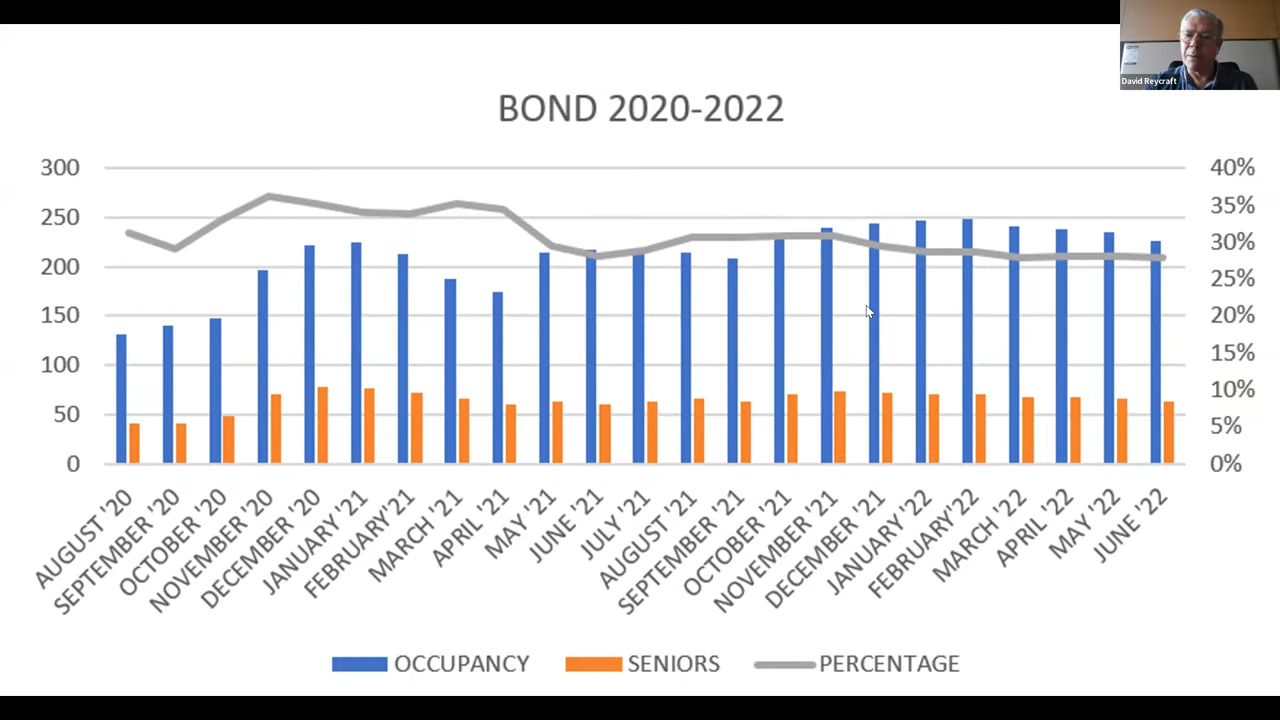 David Reycraft
BOND 2020-2022
300
250
200
150
100
50
0
40%
35%
30%
25%
20%
15%
10%
5%
0%
AUGUST '20
SEPTEMBER '20
OCTOBER '20
NOVEMBER '20
DECEMBER '20
JANUARY '21
FEBRUARY'21
MARCH '21
APRIL '21
MAY '21
JUNE '21
JULY '21
AUGUST '21
SEPTEMBER '21
OCTOBER '21
NOVEMBER '21
DECEMBER '21
JANUARY '22
FEBRUARY'22
MARCH '22
APRIL '22
MAY '22
JUNE '22
OCCUPANCY SENIORS PERCENTAGE